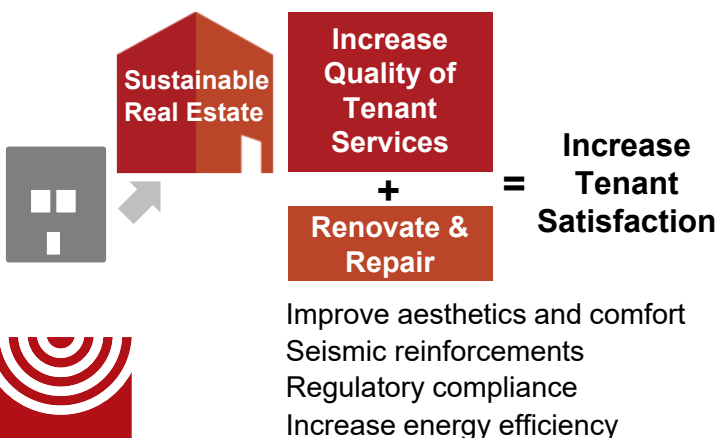 Sustainable
Real Estate
Increase
Quality of
Tenant
Services
+
Renovate &
Repair
=
Increase
Tenant
Satisfaction
Improve aesthetics and comfort
Seismic reinforcements
Regulatory compliance
Increase energy efficiency